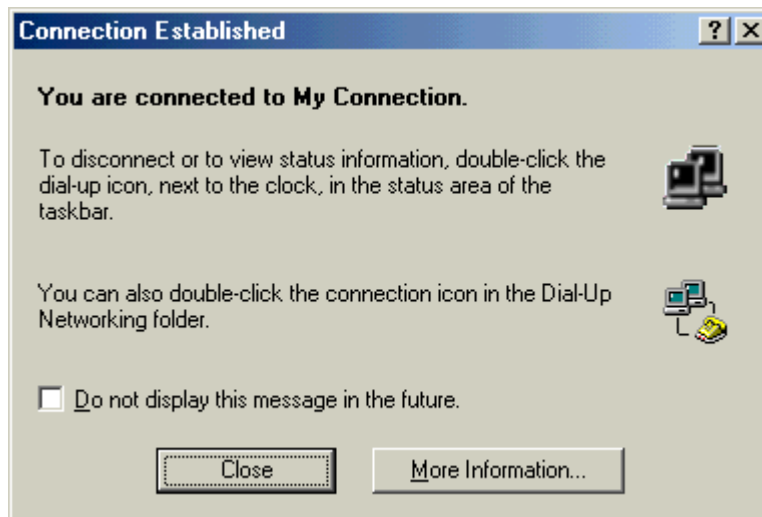 Connection Established
You are connected to My Connection.
To disconnect or to view status information, double-click the
dial-up icon, next to the clock, in the status area of the
taskbar.
You can also double-click the connection icon in the Dial-Up
Networking folder.
Do not display this message in the future.
Close More Information...